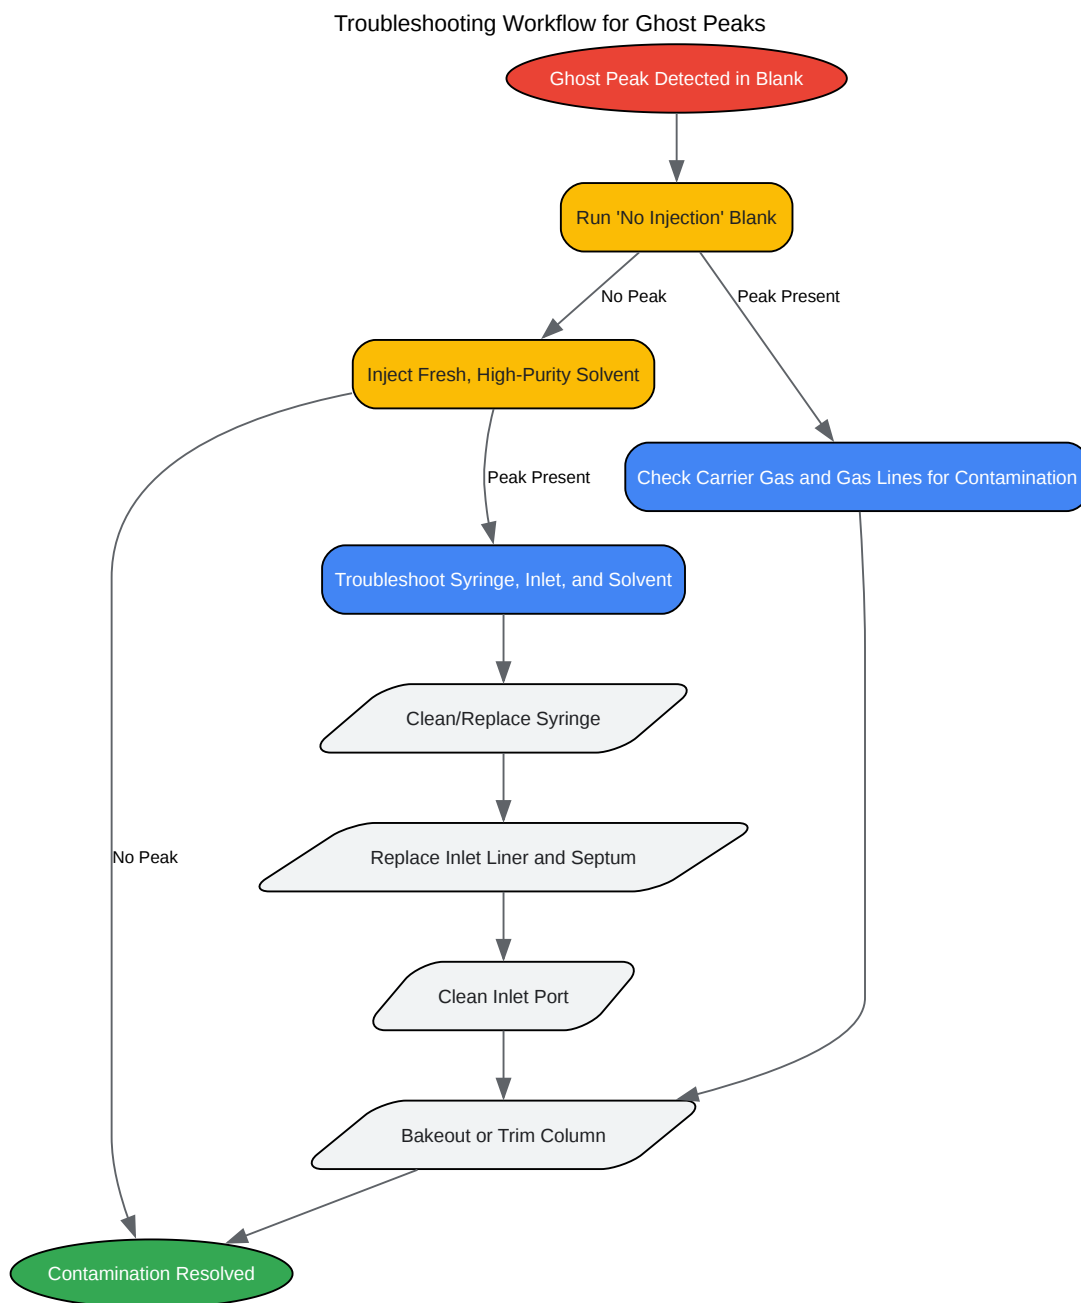 Troubleshooting Workflow for Ghost Peaks
Ghost Peak Detected in Blank
Run 'No Injection' Blank
No Peak
Peak Present
Inject Fresh, High-Purity Solvent
Peak Present
Check Carrier Gas and Gas Lines for Contamination
Troubleshoot Syringe, Inlet, and Solvent
Clean/Replace Syringe
Replace Inlet Liner and Septum
No Peak
Clean Inlet Port
Bakeout or Trim Column
Contamination Resolved